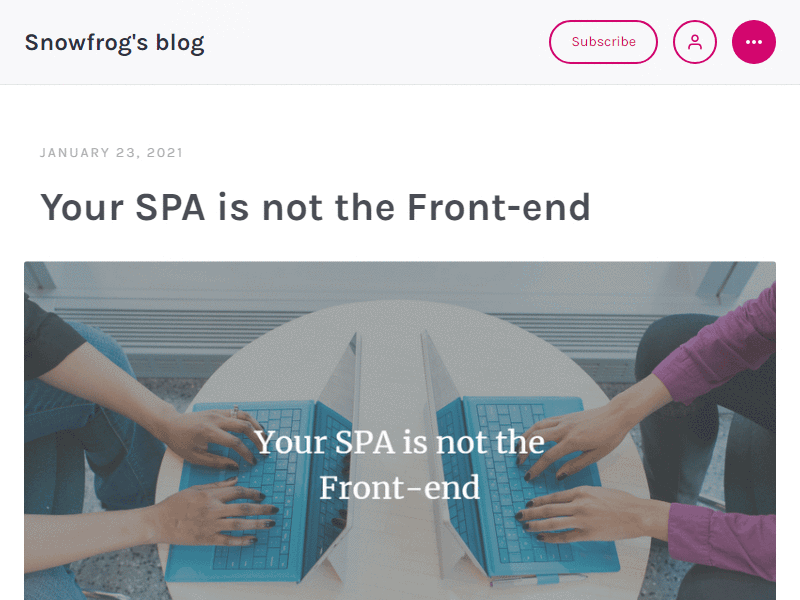 Snowfrog's blog
Subscribe
JANUARY 23, 2021
Your SPA is not the Front-end
Your SPA is not the
Front-end